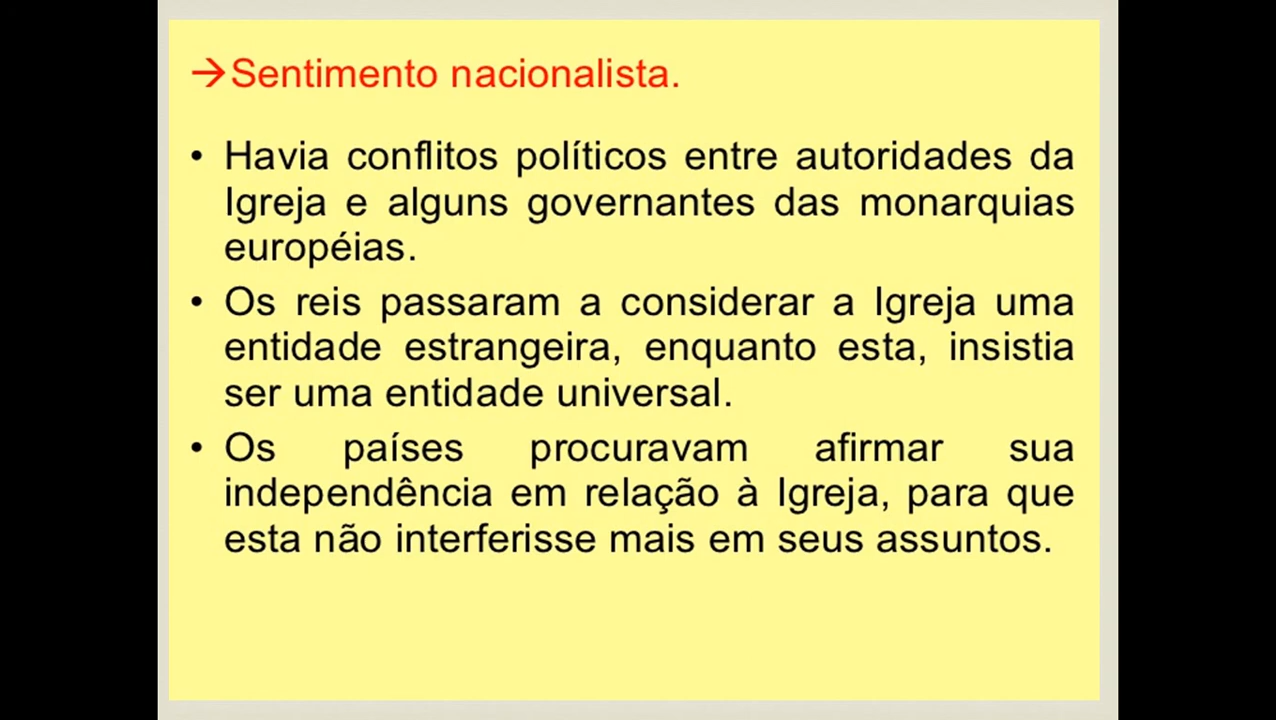 →Sentimento nacionalista.
• Havia conflitos políticos entre autoridades da
Igreja e alguns governantes das monarquias
européias.
• Os reis passaram a considerar a Igreja uma
entidade estrangeira, enquanto esta, insistia
ser uma entidade universal.
• Os países procuravam afirmar sua
independência em relação à Igreja, para que
esta não interferisse mais em seus assuntos.